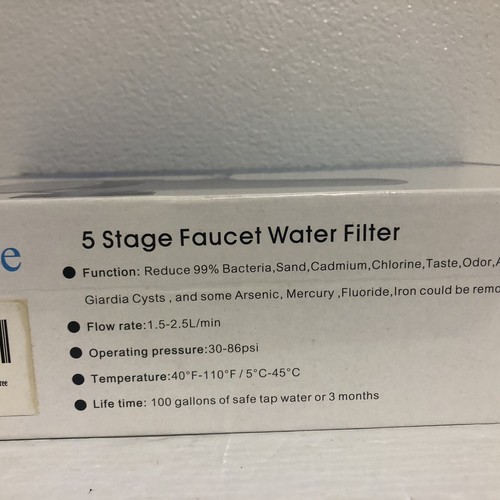 5 Stage Faucet Water Filter
e
Function: Reduce 99% Bacteria,Sand,Cadmium,Chlorine,Taste,Odor,A
Giardia Cysts , and some Arsenic, Mercury ,Fluoride,Iron could be remo
Flow rate:1.5-2.5L/min
Operating pressure:30-86psi
Temperature:40°F-110°F / 5°C-45°C
Life time: 100 gallons of safe tap water or 3 months